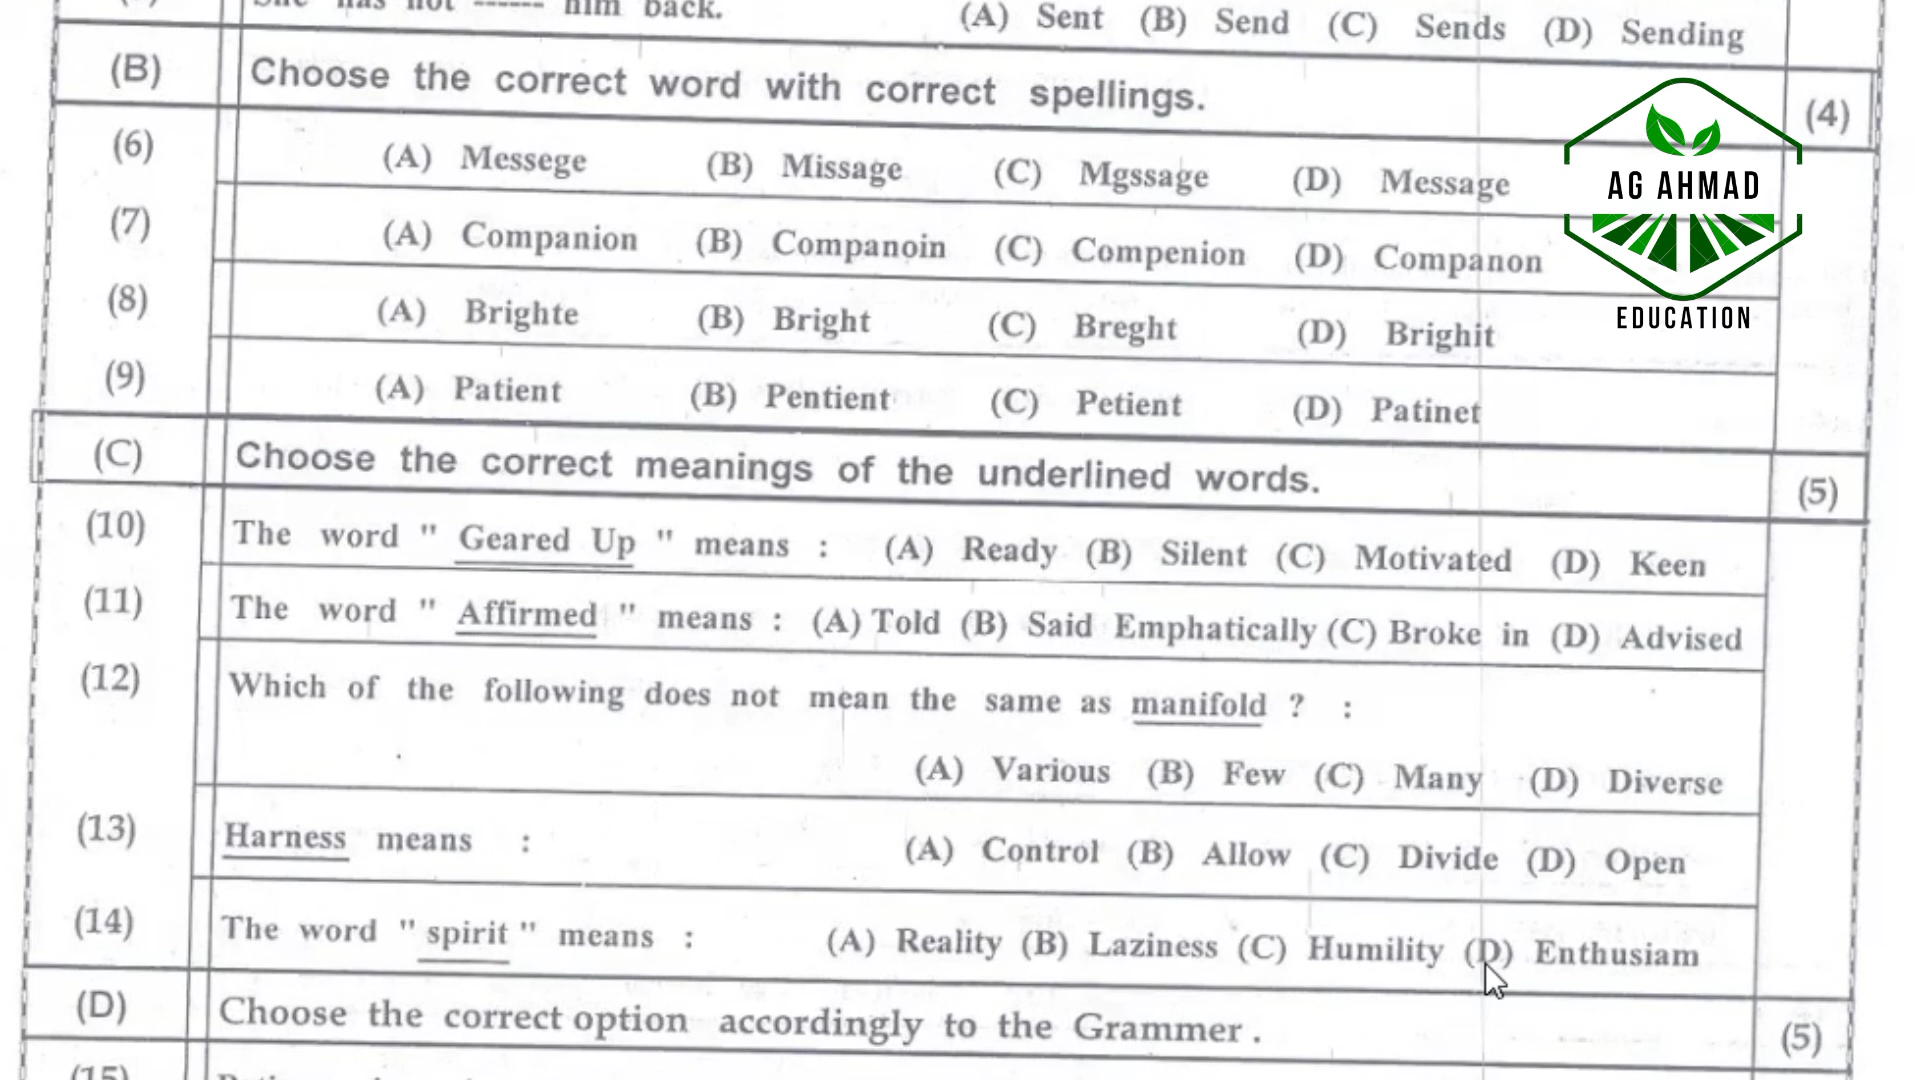 has not ------ him back. (A) Sent (B) Send (C) Sends (D) Sending
(B) Choose the correct word with correct spellings. (4)
(6) (A) Messege (B) Missage (C) Mgssage (D) Message
(7) (A) Companion (B) Companoin (C) Compenion (D) Companon
(8) (A) Brighte (B) Bright (C) Breght (D) Brighit
(9) (A) Patient (B) Pentient (C) Petient (D) Patinet
(C) Choose the correct meanings of the underlined words. (5)
(10) The word " Geared Up " means : (A) Ready (B) Silent (C) Motivated (D) Keen
(11) The word " Affirmed " means : (A) Told (B) Said Emphatically (C) Broke in (D) Advised
(12) Which of the following does not mean the same as manifold ? :
(A) Various (B) Few (C) Many (D) Diverse
(13) Harness means : (A) Control (B) Allow (C) Divide (D) Open
(14) The word " spirit " means : (A) Reality (B) Laziness (C) Humility (D) Enthusiam
(D) Choose the correct option accordingly to the Grammer . (5)
(15)
AG AHMAD
EDUCATION